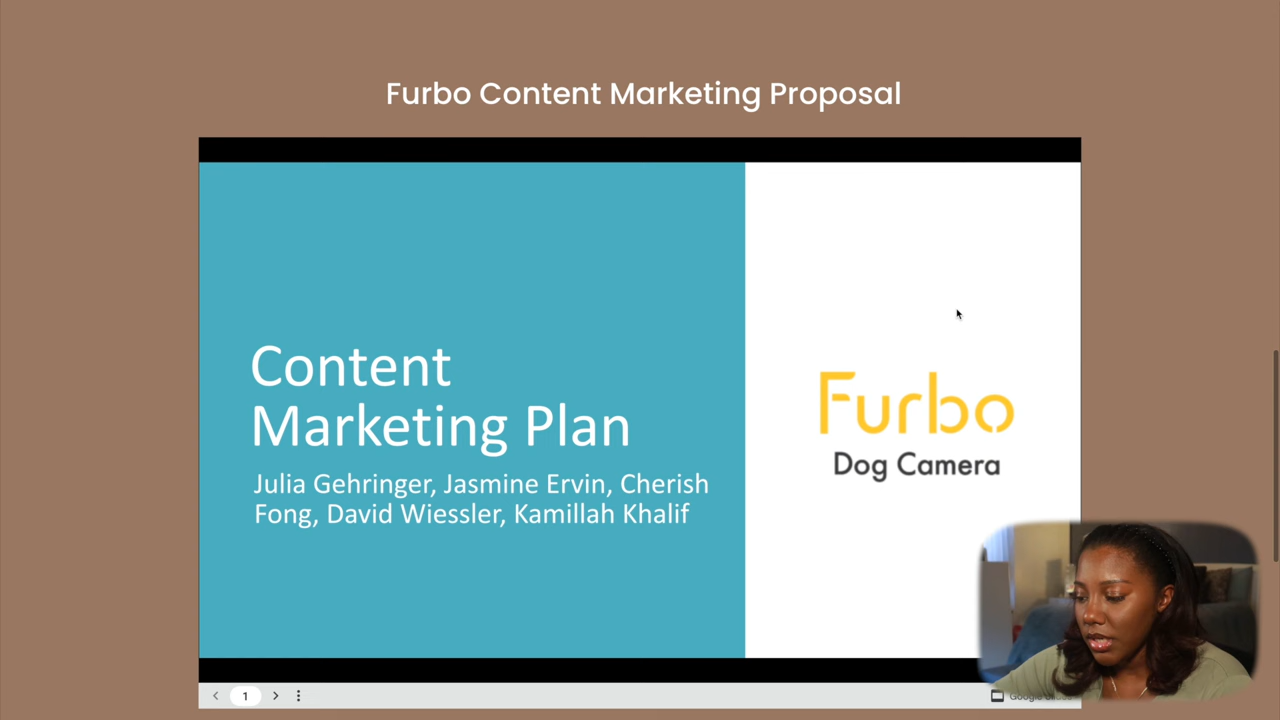 Furbo Content Marketing Proposal
Content
Marketing Plan
Julia Gehringer, Jasmine Ervin, Cherish
Fong, David Wiessler, Kamillah Khalif
Furbo
Dog Camera
1
Google